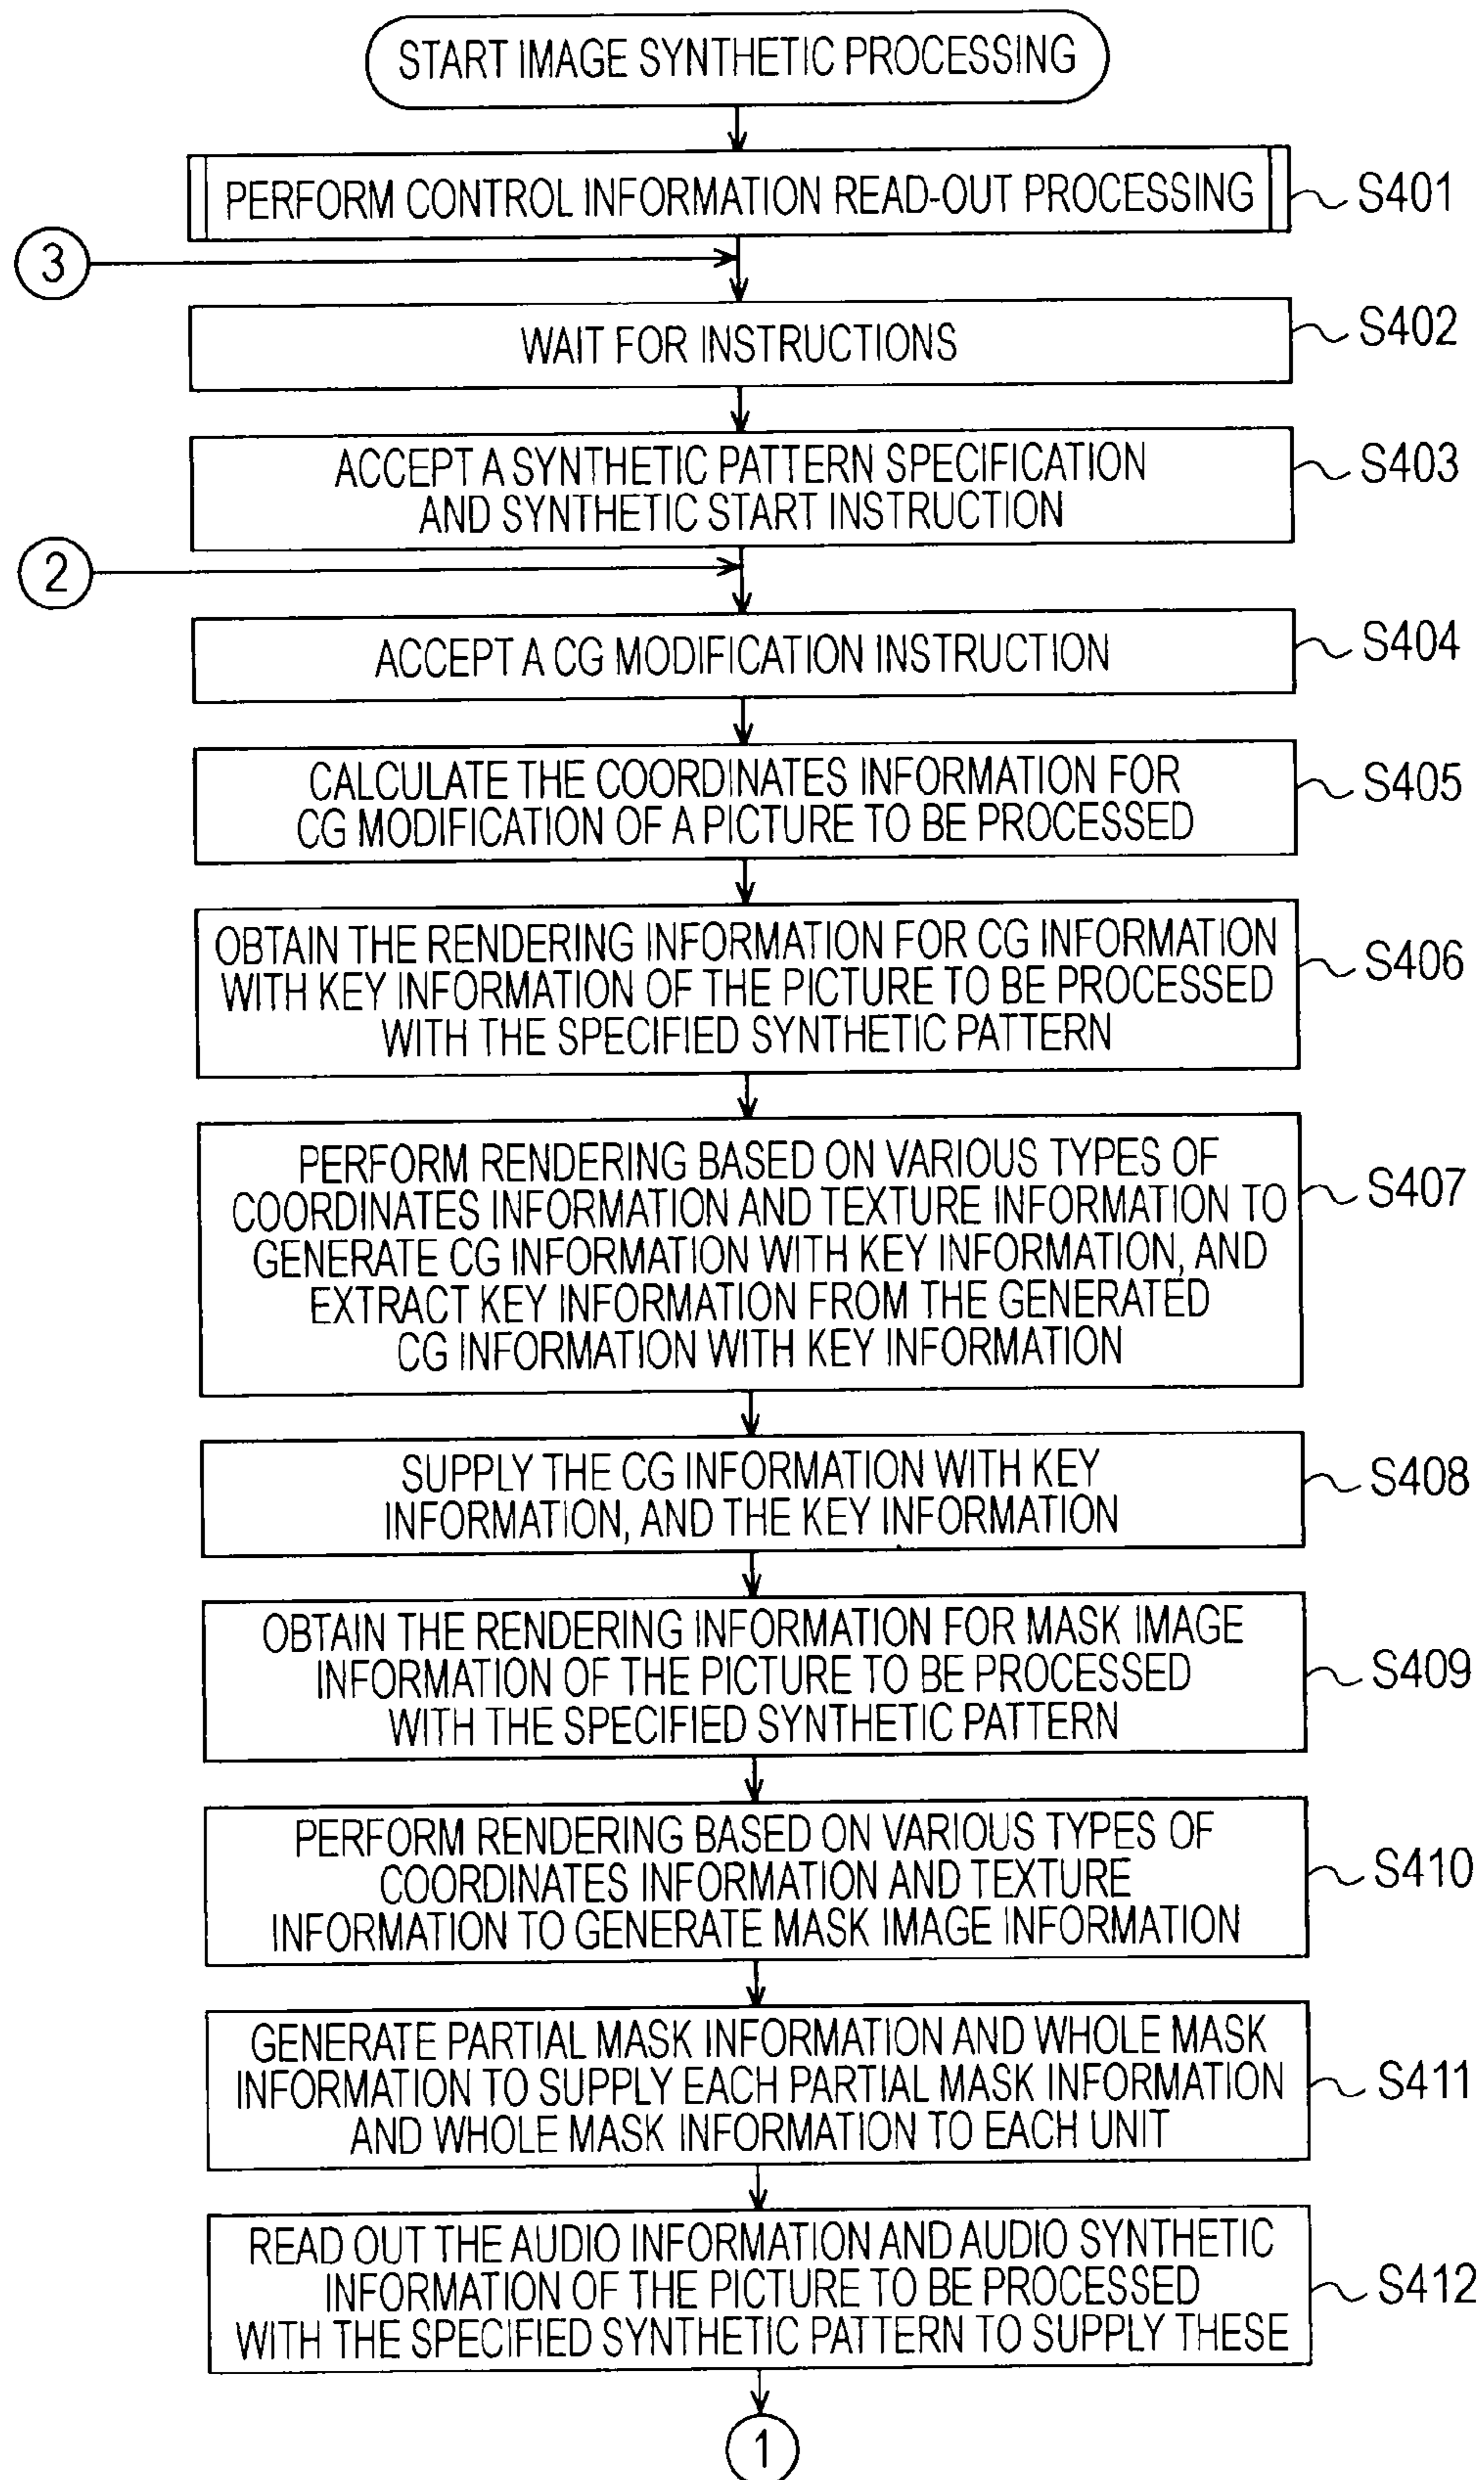 START IMAGE SYNTHETIC PROCESSING
PERFORM CONTROL INFORMATION READ-OUT PROCESSING
S401
3
WAIT FOR INSTRUCTIONS
S402
ACCEPT A SYNTHETIC PATTERN SPECIFICATION
AND SYNTHETIC START INSTRUCTION
S403
2
ACCEPT A CG MODIFICATION INSTRUCTION
S404
CALCULATE THE COORDINATES INFORMATION FOR
CG MODIFICATION OF A PICTURE TO BE PROCESSED
S405
OBTAIN THE RENDERING INFORMATION FOR CG INFORMATION
WITH KEY INFORMATION OF THE PICTURE TO BE PROCESSED
WITH THE SPECIFIED SYNTHETIC PATTERN
S406
PERFORM RENDERING BASED ON VARIOUS TYPES OF
COORDINATES INFORMATION AND TEXTURE INFORMATION TO
GENERATE CG INFORMATION WITH KEY INFORMATION, AND
EXTRACT KEY INFORMATION FROM THE GENERATED
CG INFORMATION WITH KEY INFORMATION
S407
SUPPLY THE CG INFORMATION WITH KEY
INFORMATION, AND THE KEY INFORMATION
S408
OBTAIN THE RENDERING INFORMATION FOR MASK IMAGE
INFORMATION OF THE PICTURE TO BE PROCESSED
WITH THE SPECIFIED SYNTHETIC PATTERN
S409
PERFORM RENDERING BASED ON VARIOUS TYPES OF
COORDINATES INFORMATION AND TEXTURE
INFORMATION TO GENERATE MASK IMAGE INFORMATION
S410
GENERATE PARTIAL MASK INFORMATION AND WHOLE MASK
INFORMATION TO SUPPLY EACH PARTIAL MASK INFORMATION
AND WHOLE MASK INFORMATION TO EACH UNIT
S411
READ OUT THE AUDIO INFORMATION AND AUDIO SYNTHETIC
INFORMATION OF THE PICTURE TO BE PROCESSED
WITH THE SPECIFIED SYNTHETIC PATTERN TO SUPPLY THESE
S412
1